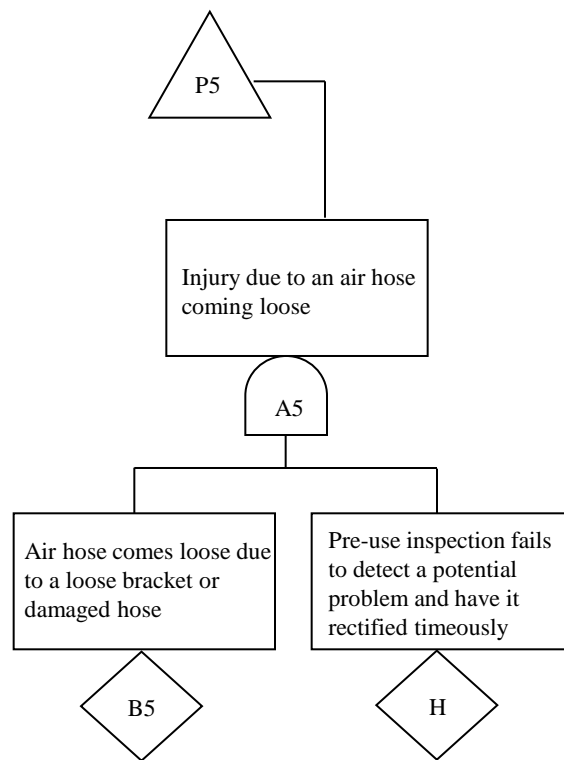 P5
Injury due to an air hose
coming loose
A5
Air hose comes loose due
to a loose bracket or
damaged hose
Pre-use inspection fails
to detect a potential
problem and have it
rectified timeously
B5
H